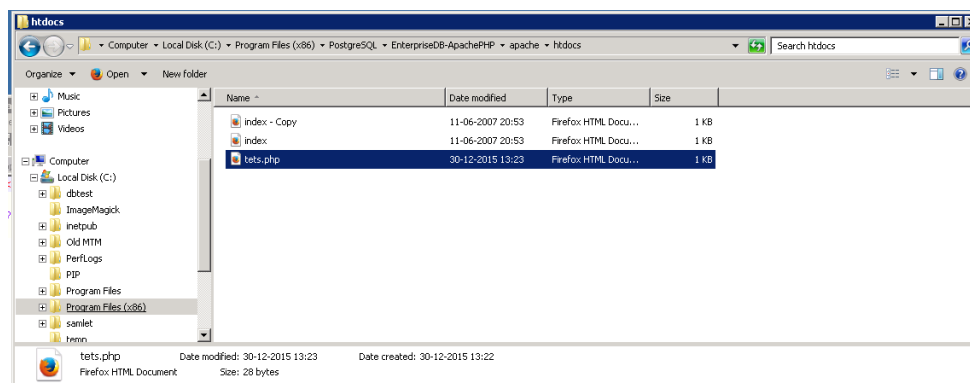 htdocs
Computer Local Disk (C:) Program Files (x86) PostgreSQL EnterpriseDB-ApachePHP apache htdocs
Search htdocs
Organize Open New folder
Music
Pictures
Videos
Computer
Local Disk (C:)
dbtest
ImageMagick
inetpub
Old MTM
PerfLogs
PIP
Program Files
Program Files (x86)
samlet
temp
Name Date modified Type Size
index - Copy 11-06-2007 20:53 Firefox HTML Docu... 1 KB
index 11-06-2007 20:53 Firefox HTML Docu... 1 KB
tets.php 30-12-2015 13:23 Firefox HTML Docu... 1 KB
tets.php Date modified: 30-12-2015 13:23 Date created: 30-12-2015 13:22
Firefox HTML Document Size: 28 bytes